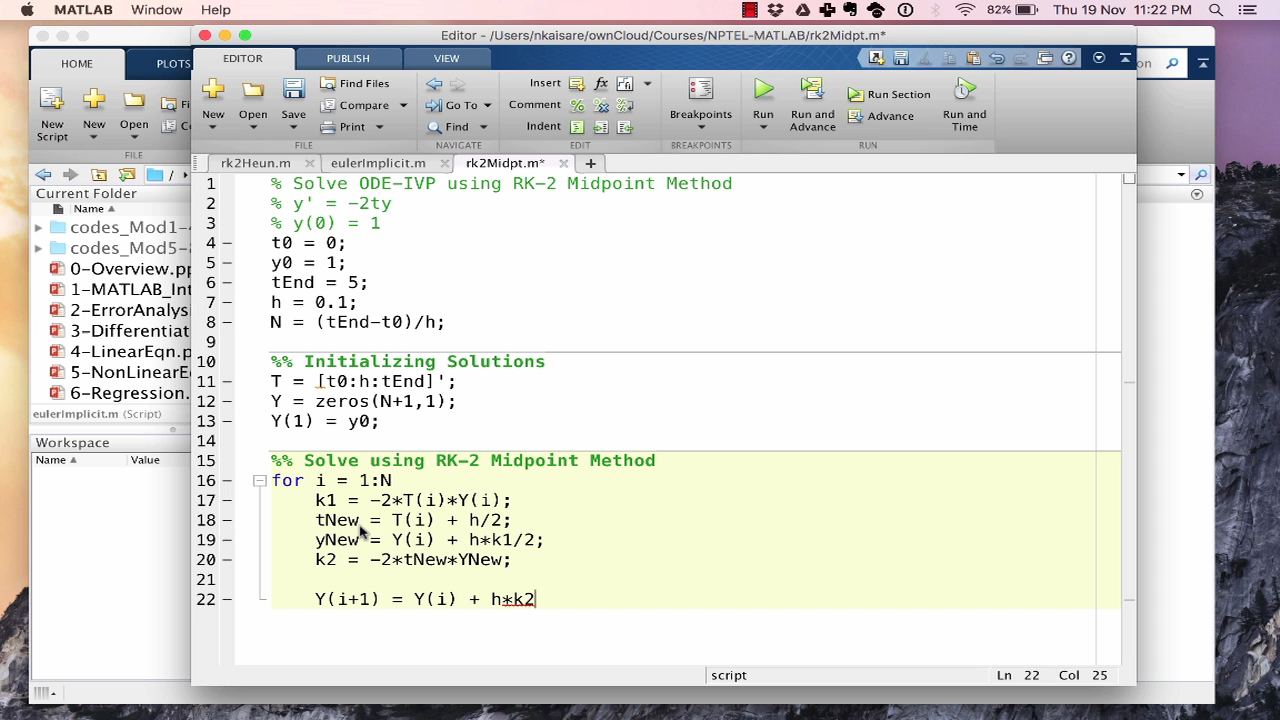 MATLAB Window Help 82% Thu 19 Nov 11:22 PM
Editor - /Users/nkaisare/ownCloud/Courses/NPTEL-MATLAB/rk2Midpt.m*
HOME PLOTS
EDITOR PUBLISH VIEW
New Script New Open
FILE
New Open Save Find Files Compare Print
FILE
Go To Find
NAVIGATE
Insert Comment Indent
EDIT
Breakpoints
BREAKPOINTS
Run Run and Advance Run Section Advance Run and Time
RUN
rk2Heun.m eulerImplicit.m rk2Midpt.m*
Current Folder
Name
codes_Mod1-4
codes_Mod5-8
0-Overview.pp
1-MATLAB_Int
2-ErrorAnalysi
3-Differentiat
4-LinearEqn.p
5-NonLinearE
6-Regression.
eulerImplicit.m (Script)
Workspace
Name Value
1 % Solve ODE-IVP using RK-2 Midpoint Method
2 % y' = -2ty
3 % y(0) = 1
4 t0 = 0;
5 y0 = 1;
6 tEnd = 5;
7 h = 0.1;
8 N = (tEnd-t0)/h;
9
10 %% Initializing Solutions
11 T = [t0:h:tEnd]';
12 Y = zeros(N+1,1);
13 Y(1) = y0;
14
15 %% Solve using RK-2 Midpoint Method
16 for i = 1:N
17 k1 = -2*T(i)*Y(i);
18 tNew = T(i) + h/2;
19 yNew = Y(i) + h*k1/2;
20 k2 = -2*tNew*YNew;
21
22 Y(i+1) = Y(i) + h*k2
script Ln 22 Col 25